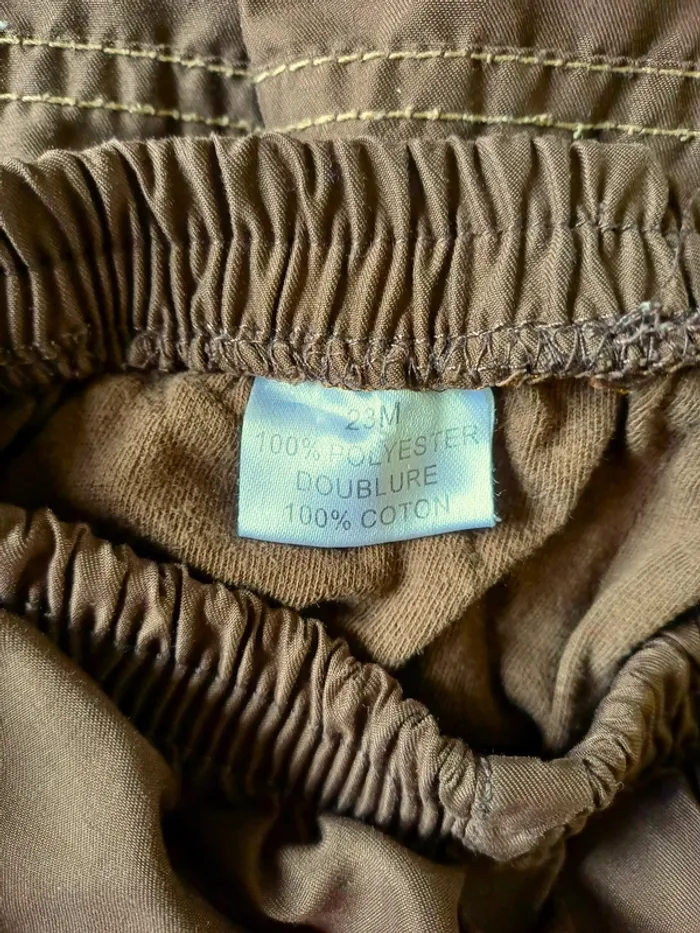 23M
100% POLYESTER
DOUBLURE
100% COTON